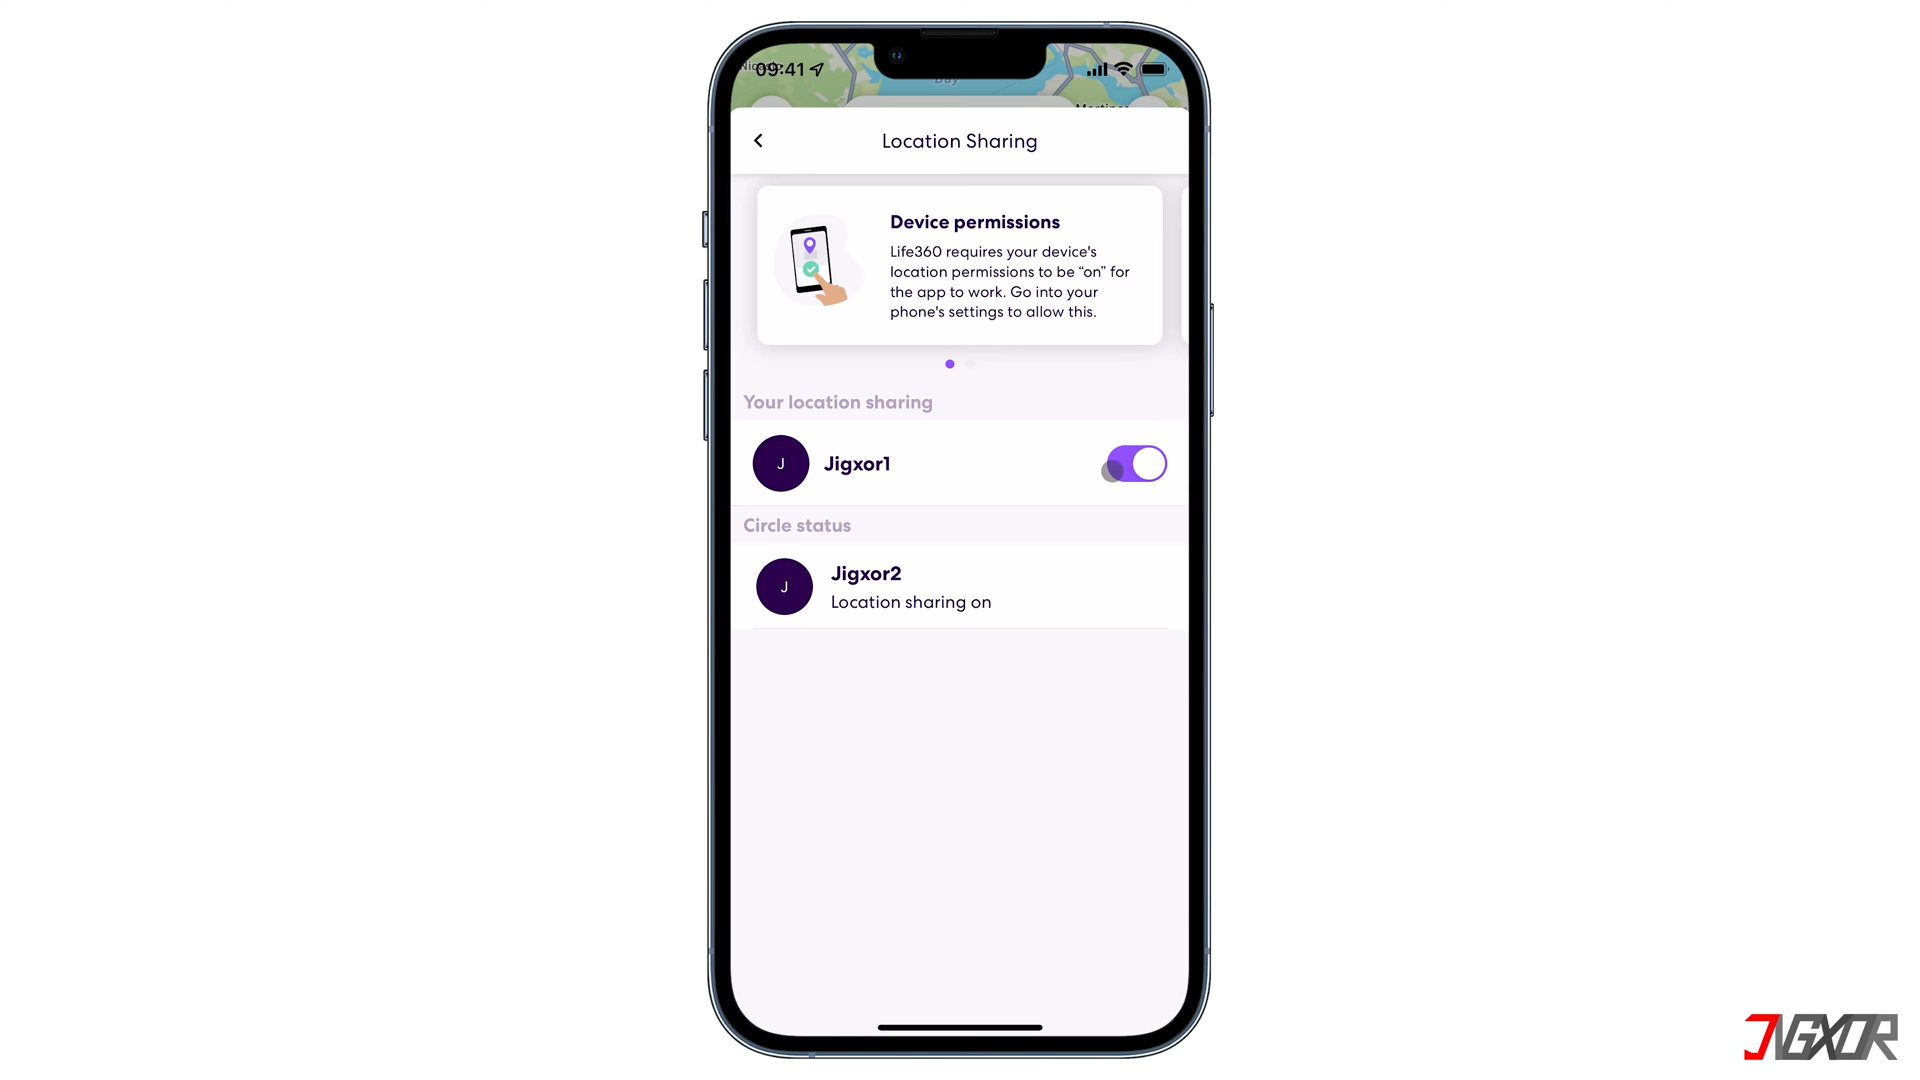 09:41
Bay
Location Sharing
Device permissions
Life360 requires your device's
location permissions to be “on” for
the app to work. Go into your
phone's settings to allow this.
Your location sharing
J
Jigxor1
Circle status
J
Jigxor2
Location sharing on
JIGXOR